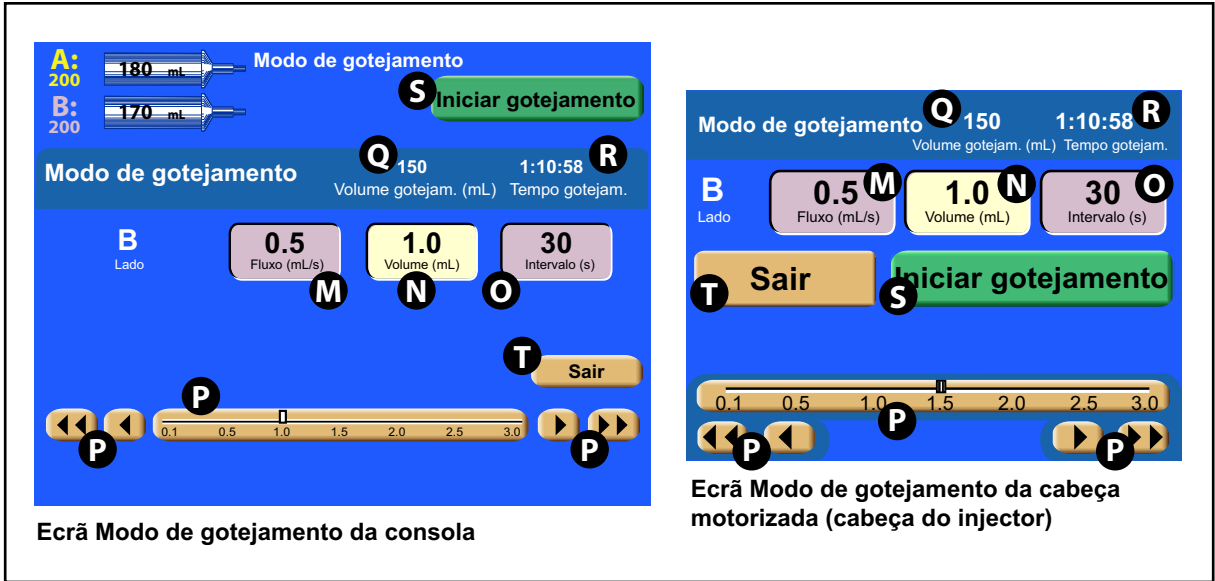 A:
200
180 mL
Modo de gotejamento
S
Iniciar gotejamento
B:
200
170 mL
Modo de gotejamento
Q
150
Volume gotejam. (mL)
1:10:58
R
Tempo gotejam.
B
Lado
0.5
Fluxo (mL/s)
M
1.0
Volume (mL)
N
30
Intervalo (s)
O
T
Sair
P
0.1 0.5 1.0 1.5 2.0 2.5 3.0
P
P
Ecrã Modo de gotejamento da consola
Modo de gotejamento
Q
150
Volume gotejam. (mL)
1:10:58
R
Tempo gotejam.
B
Lado
0.5
Fluxo (mL/s)
M
1.0
Volume (mL)
N
30
Intervalo (s)
O
Sair
T
Iniciar gotejamento
S
0.1 0.5 1.0 1.5 2.0 2.5 3.0
P
P
P
Ecrã Modo de gotejamento da cabeça
motorizada (cabeça do injector)